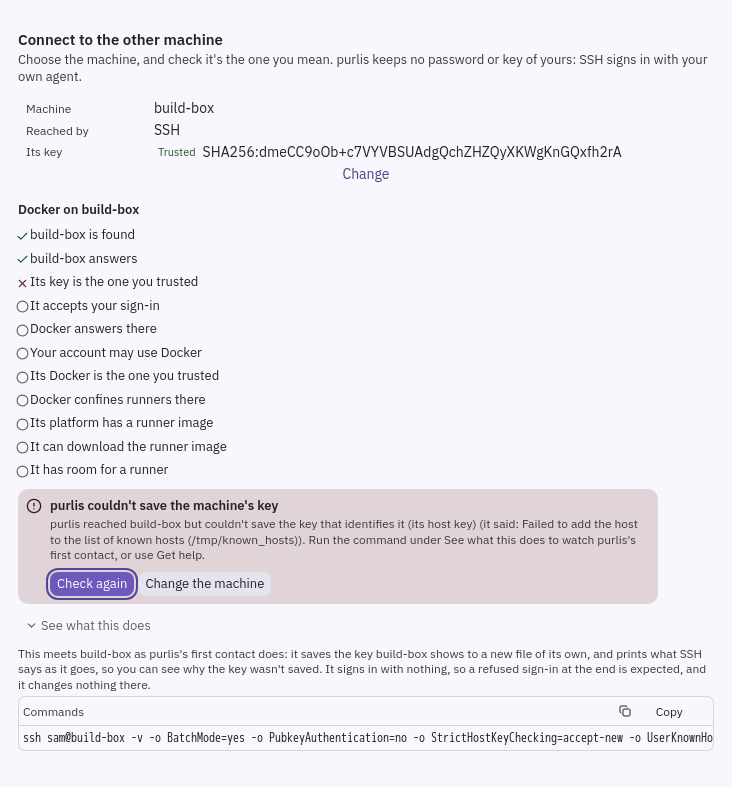 Connect to the other machine
Choose the machine, and check it's the one you mean. purlis keeps no password or key of yours: SSH signs in with your
own agent.
Machine build-box
Reached by SSH
Its key Trusted SHA256:dmeCC9oOb+c7VYVBSUAdgQchZHZQyXKWgKnGQxfh2rA
Change
Docker on build-box
build-box is found
build-box answers
Its key is the one you trusted
It accepts your sign-in
Docker answers there
Your account may use Docker
Its Docker is the one you trusted
Docker confines runners there
Its platform has a runner image
It can download the runner image
It has room for a runner
purlis couldn't save the machine's key
purlis reached build-box but couldn't save the key that identifies it (its host key) (it said: Failed to add the host
to the list of known hosts (/tmp/known_hosts)). Run the command under See what this does to watch purlis's
first contact, or use Get help.
Check again Change the machine
See what this does
This meets build-box as purlis's first contact does: it saves the key build-box shows to a new file of its own, and prints what SSH
says as it goes, so you can see why the key wasn't saved. It signs in with nothing, so a refused sign-in at the end is expected, and
it changes nothing there.
Commands Copy
ssh sam@build-box -v -o BatchMode=yes -o PubkeyAuthentication=no -o StrictHostKeyChecking=accept-new -o UserKnownHo